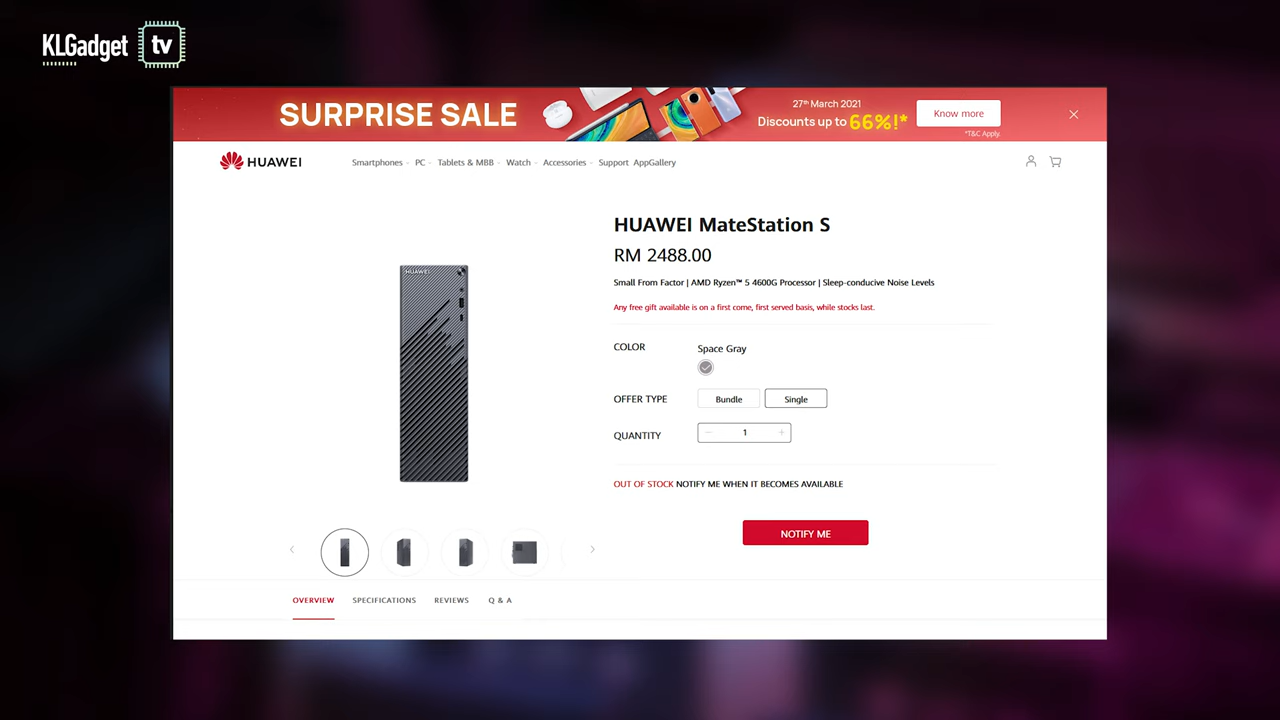 KLGadget tv
SURPRISE SALE
27th March 2021
Discounts up to 66%!*
Know more
*T&C Apply.
HUAWEI
Smartphones PC Tablets & MBB Watch Accessories Support AppGallery
HUAWEI MateStation S
RM 2488.00
Small From Factor | AMD Ryzen™ 5 4600G Processor | Sleep-conducive Noise Levels
Any free gift available is on a first come, first served basis, while stocks last.
HUAWEI
COLOR Space Gray
OFFER TYPE Bundle Single
QUANTITY − 1 +
OUT OF STOCK NOTIFY ME WHEN IT BECOMES AVAILABLE
NOTIFY ME
OVERVIEW SPECIFICATIONS REVIEWS Q & A